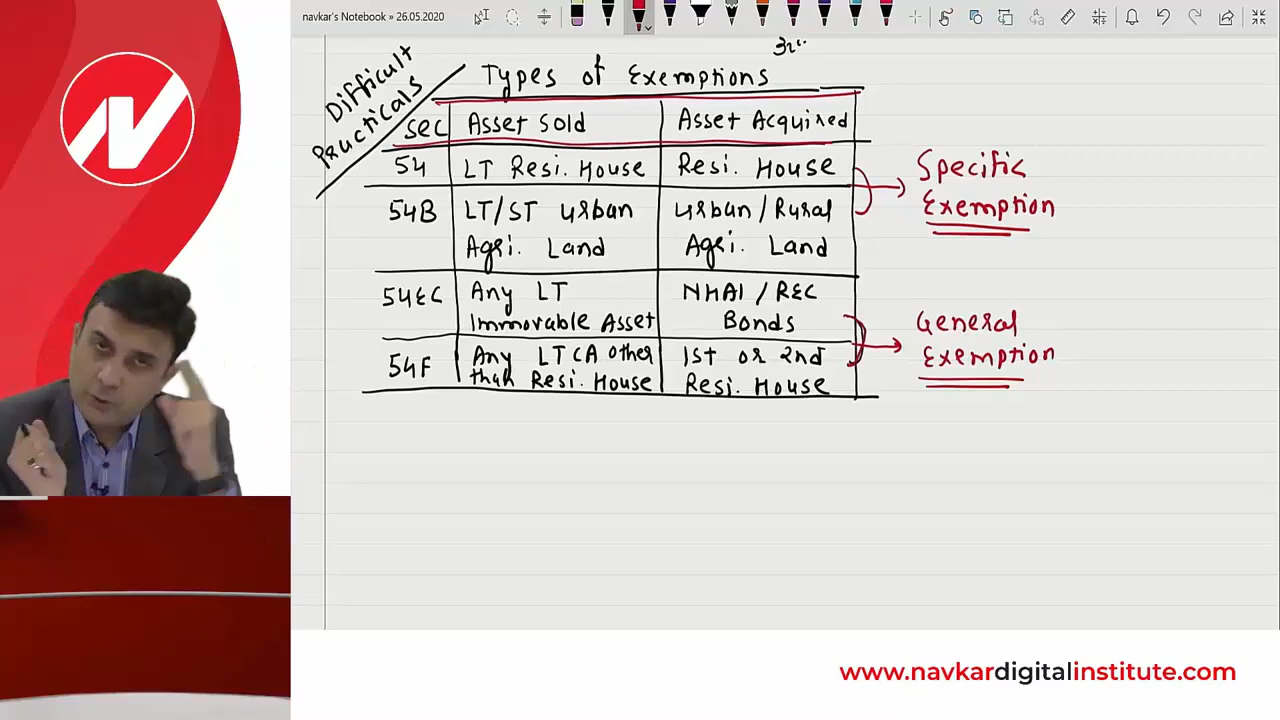 navkar's Notebook » 26.05.2020
Difficult
Practicals
Types of Exemptions
Sec Asset Sold Asset Acquired
54 LT Resi. House Resi. House
54B LT/ST Urban Urban/Rural
Agri. Land Agri. Land
Specific
Exemption
54EC Any LT NHAI/REC
Immovable Asset Bonds
54F Any LTCA other 1st or 2nd
than Resi. House Resi. House
General
Exemption
www.navkardigitalinstitute.com